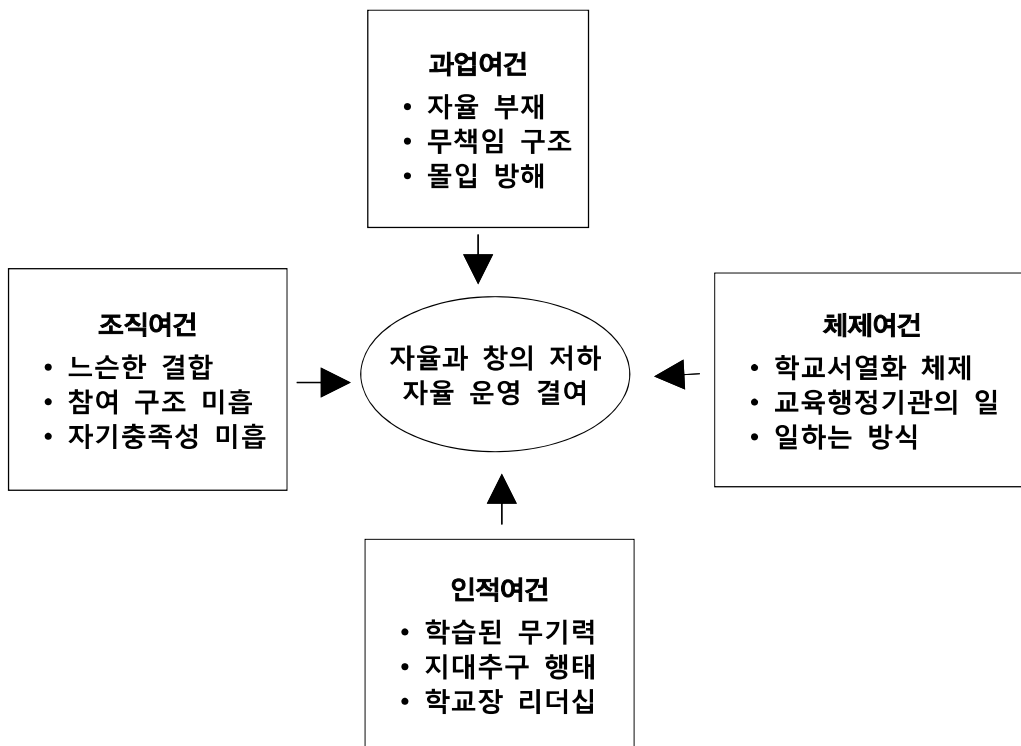 과업여건
• 자율 부재
• 무책임 구조
• 몰입 방해
조직여건
• 느슨한 결합
• 참여 구조 미흡
• 자기충족성 미흡
자율과 창의 저하
자율 운영 결여
체제여건
• 학교서열화 체제
• 교육행정기관의 일
• 일하는 방식
인적여건
• 학습된 무기력
• 지대추구 행태
• 학교장 리더십